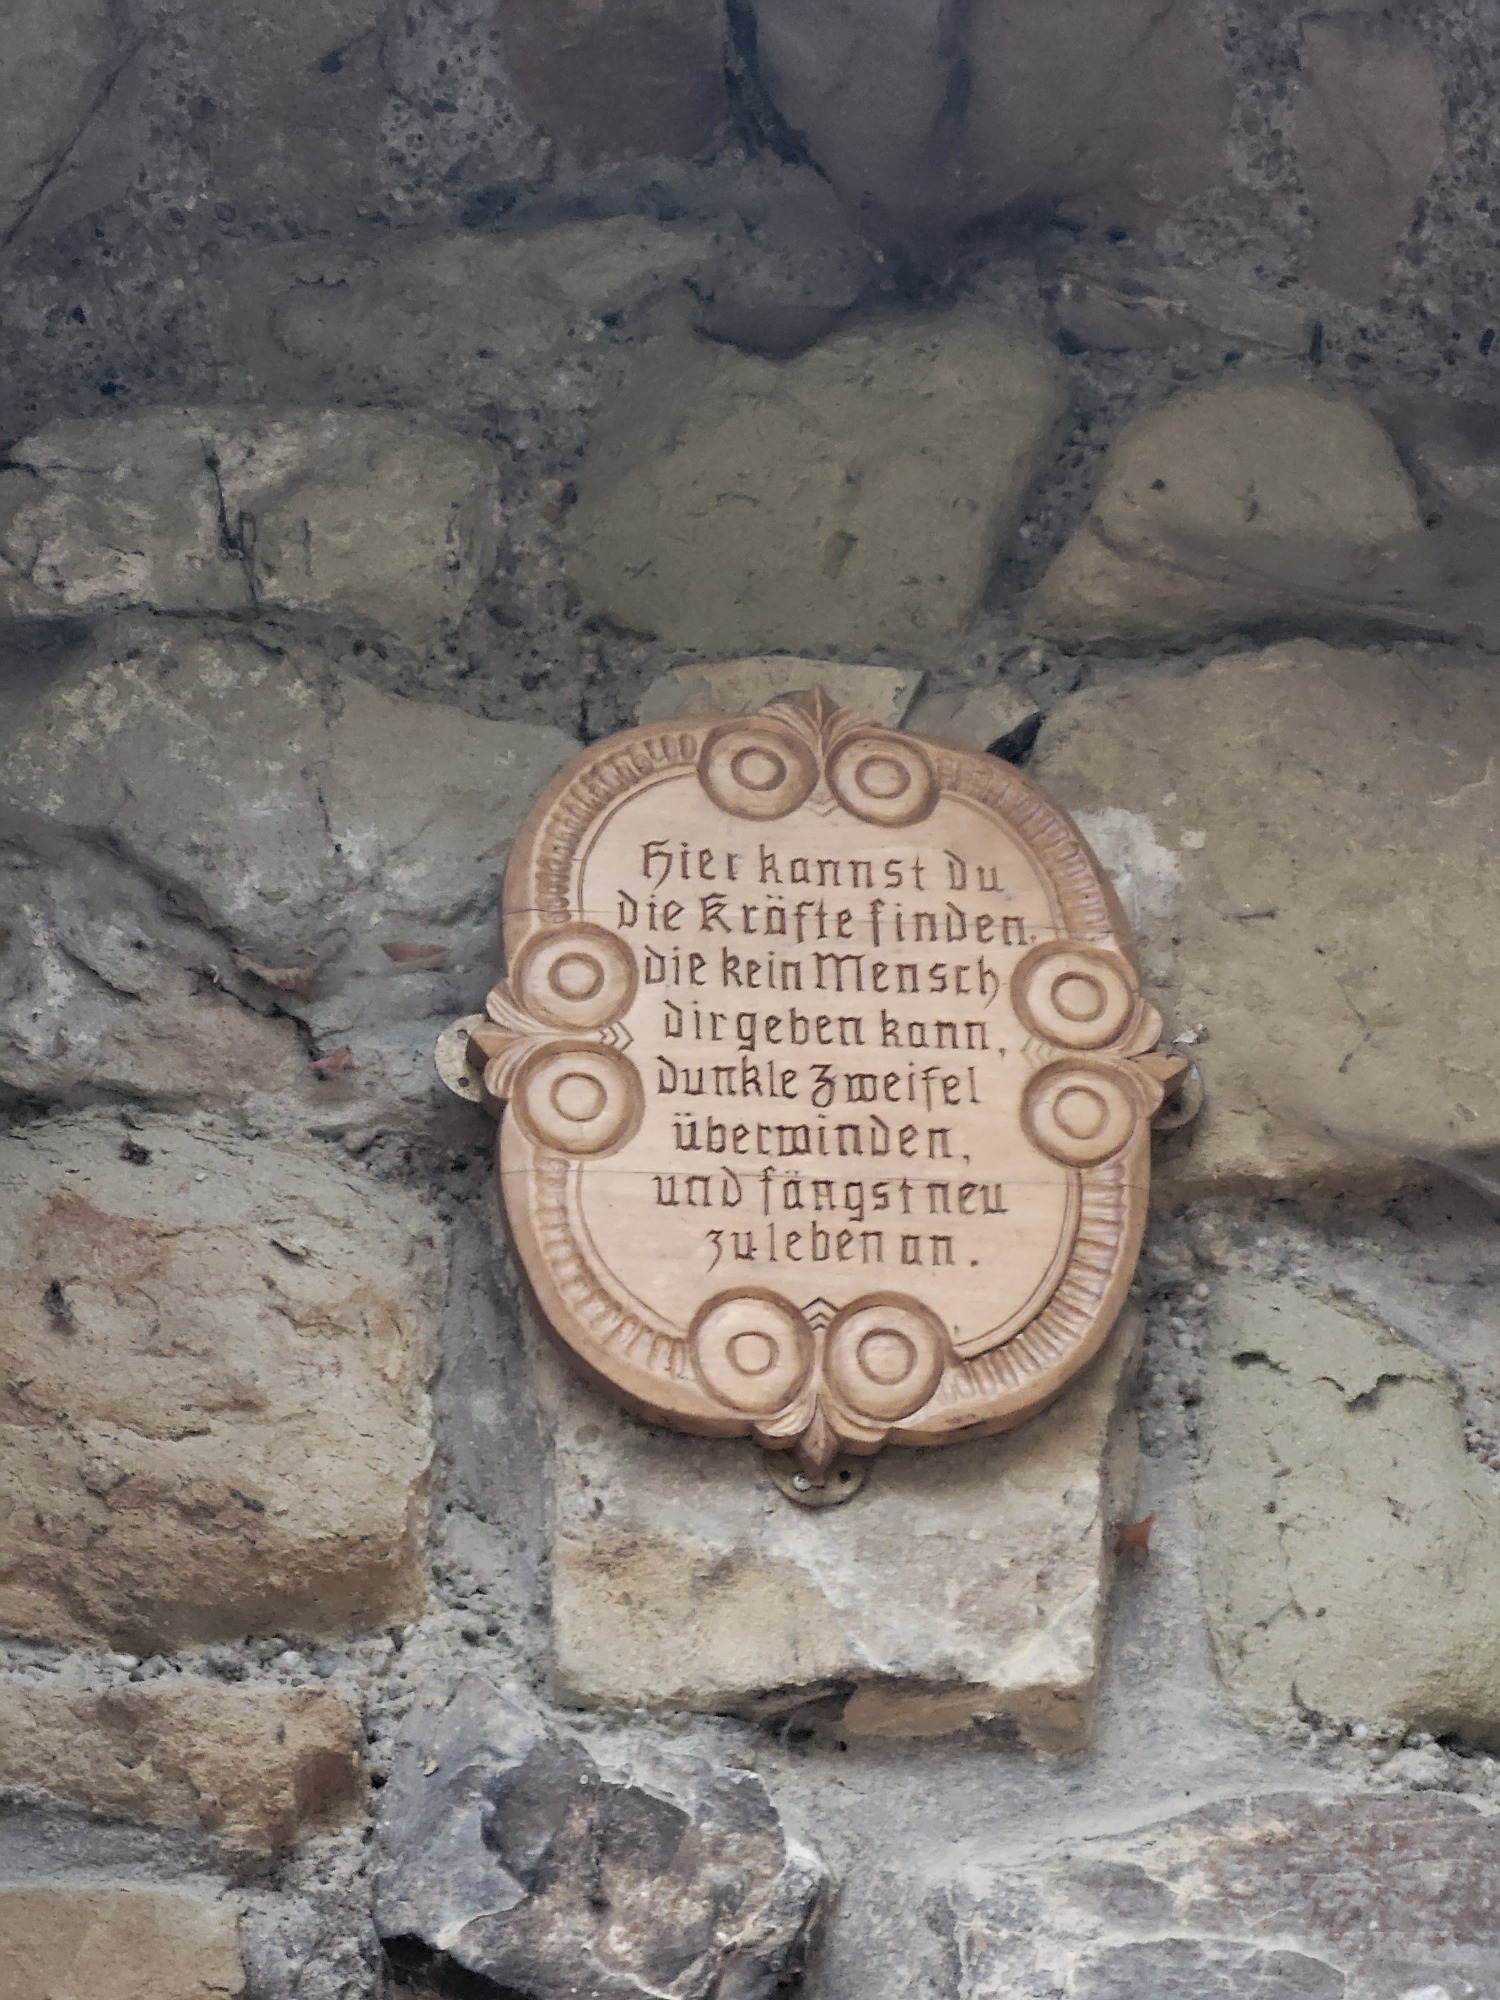 Hier kannst Du
die Kräfte finden,
die kein Mensch
dir geben kann,
dunkle Zweifel
überwinden,
und fängst neu
zu leben an.